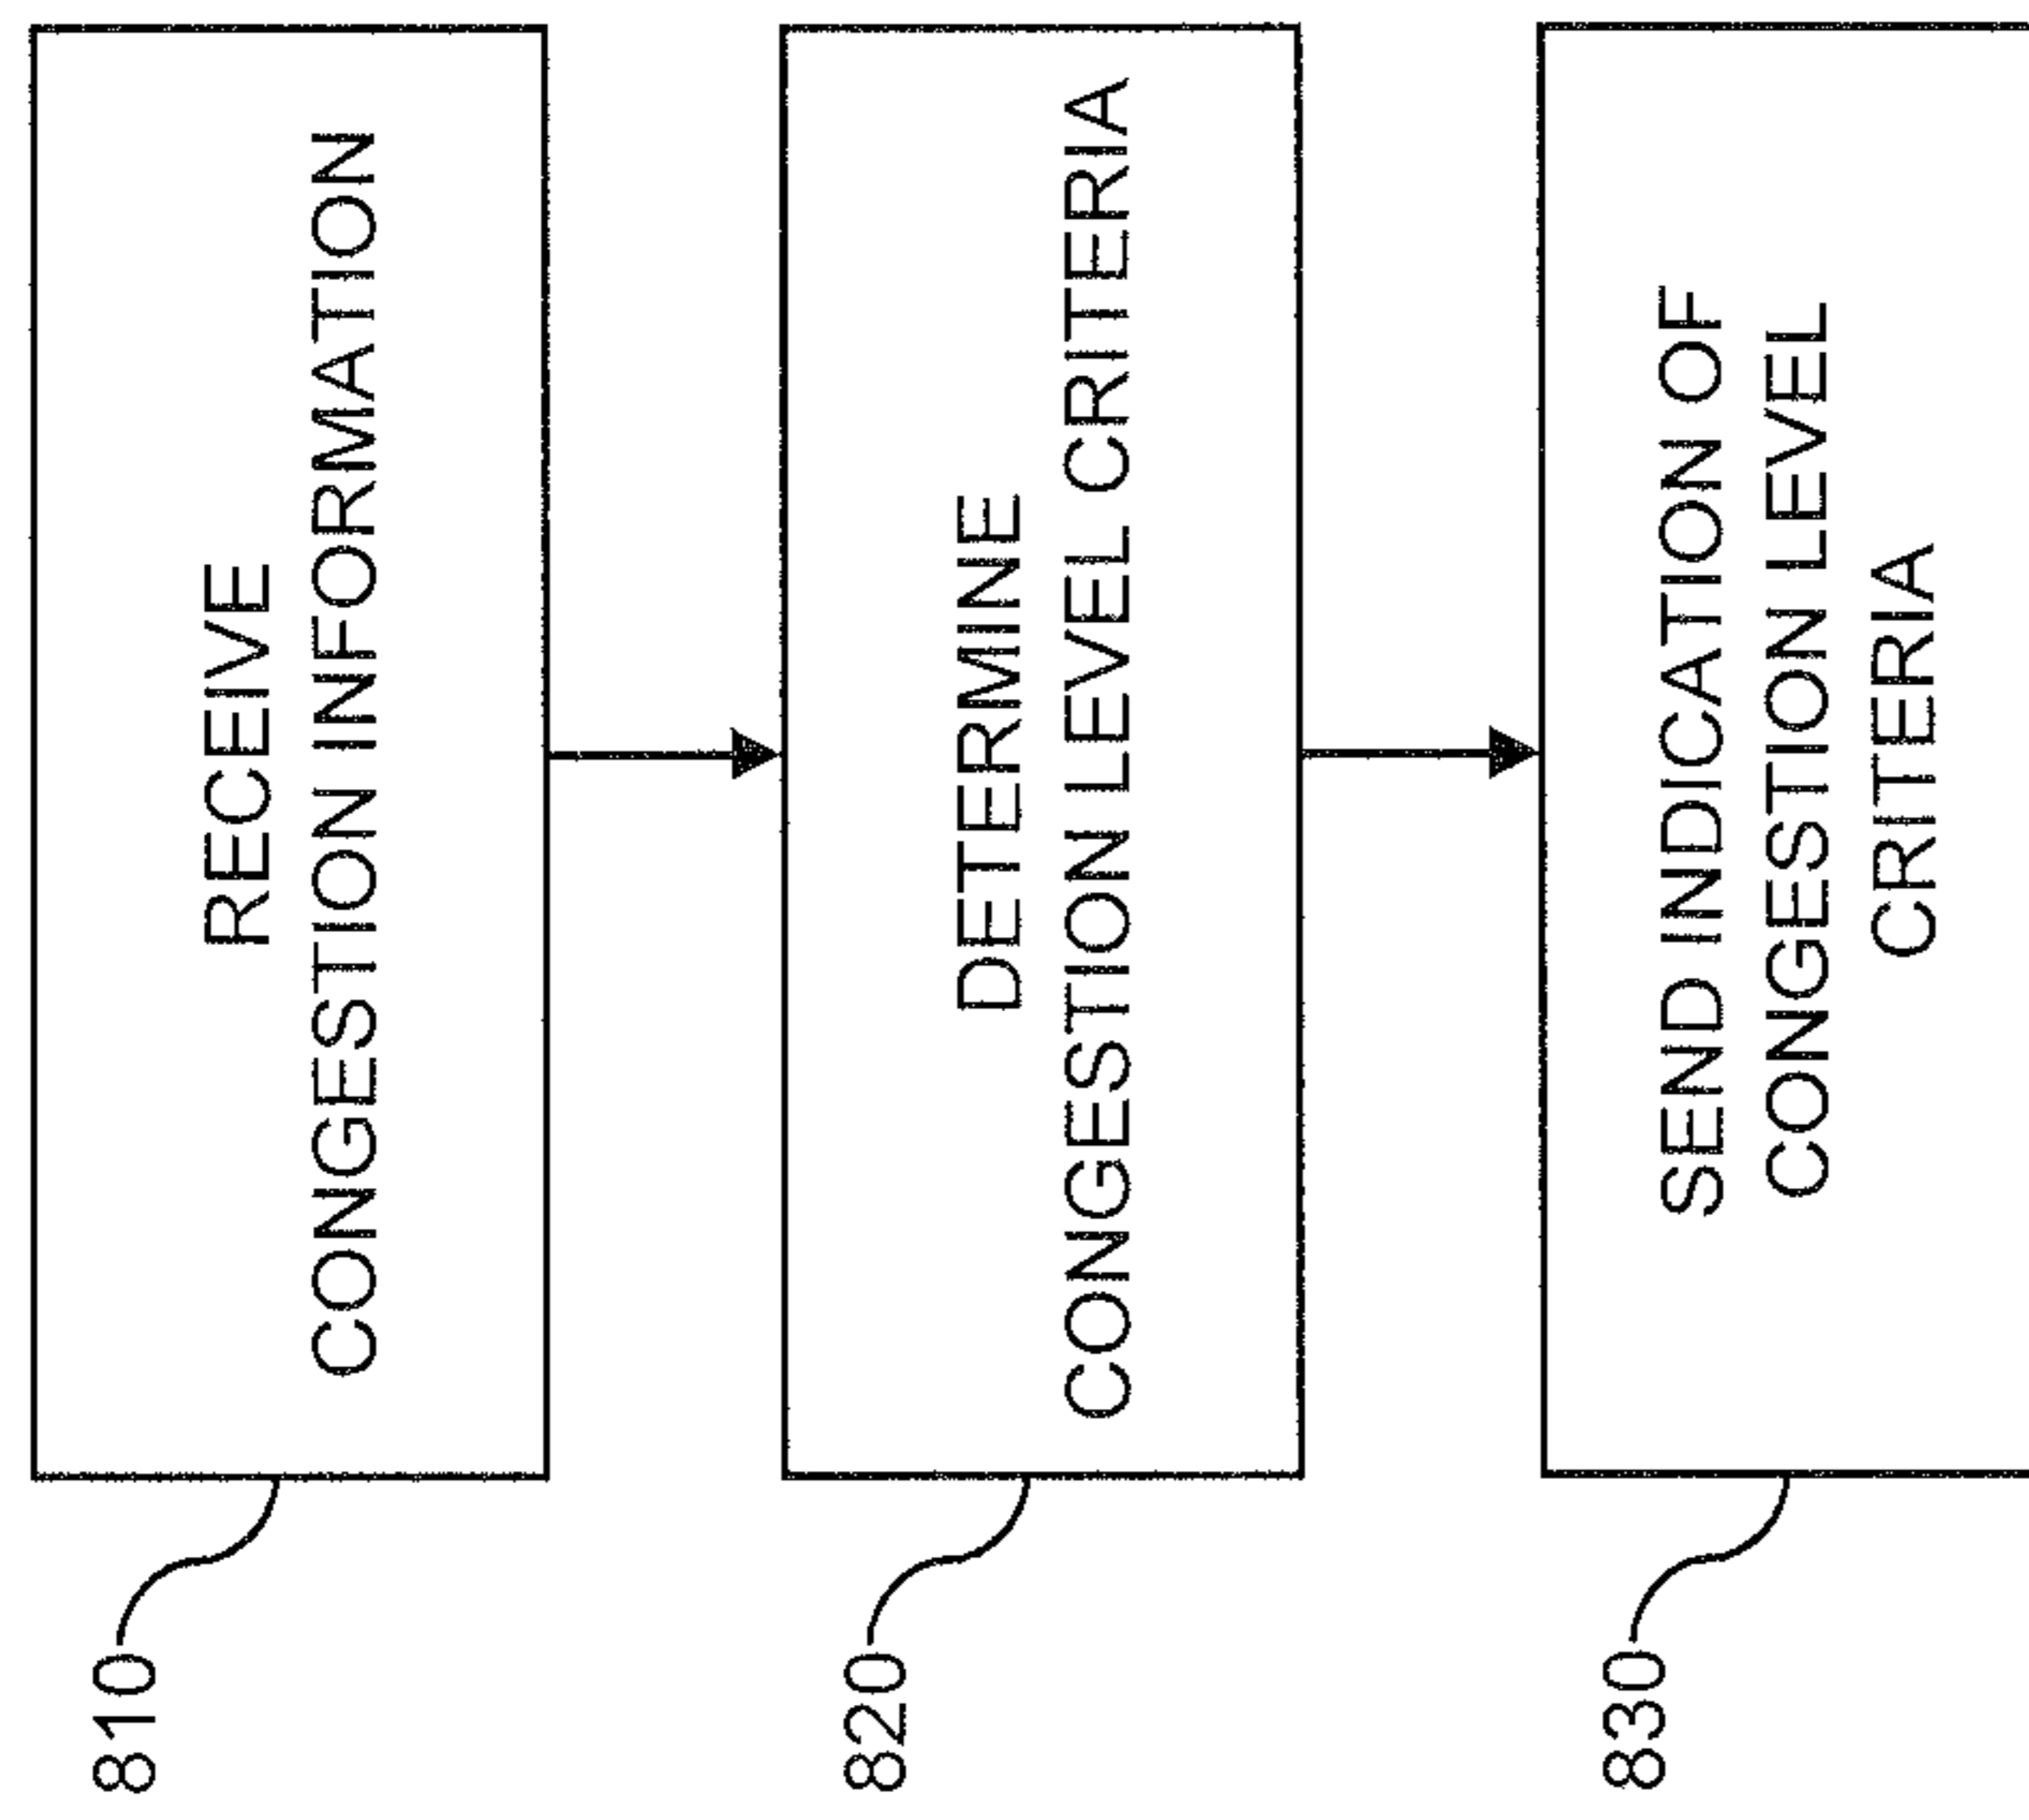 810
RECEIVE
CONGESTION INFORMATION
820
DETERMINE
CONGESTION LEVEL CRITERIA
830
SEND INDICATION OF
CONGESTION LEVEL
CRITERIA